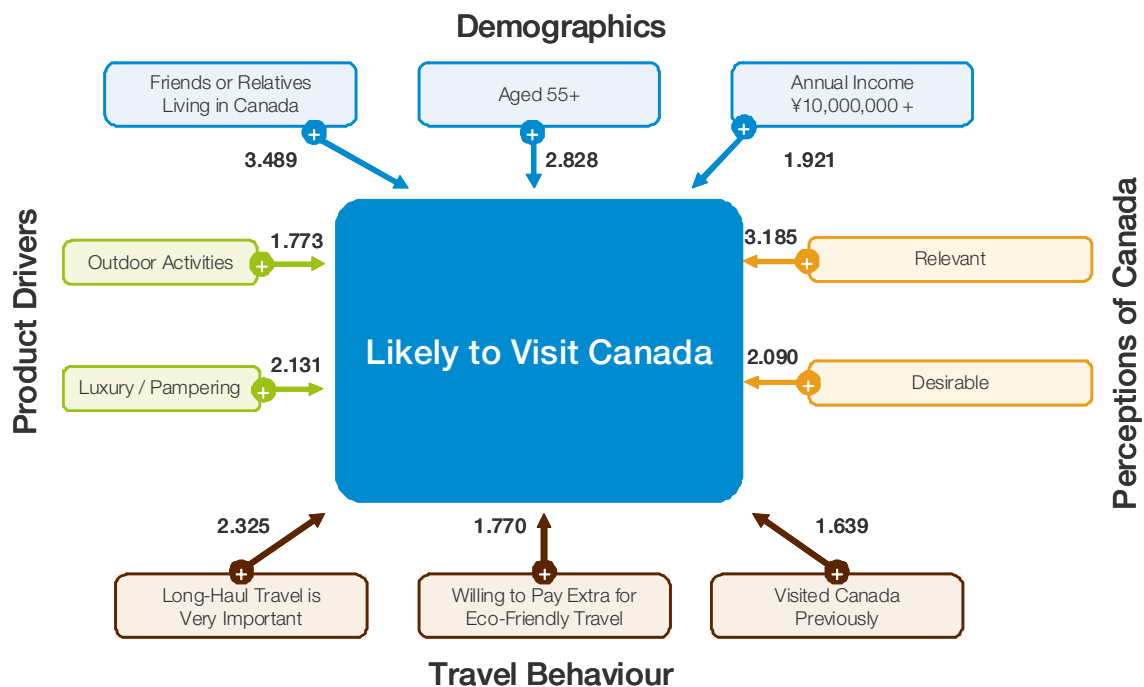 Demographics
Friends or Relatives
Living in Canada
Aged 55+
Annual Income
¥10,000,000 +
+
+
+
3.489
2.828
1.921
Product Drivers
Outdoor Activities
+
1.773
Luxury / Pampering
+
2.131
Likely to Visit Canada
3.185
+
Relevant
2.090
+
Desirable
Perceptions of Canada
2.325
1.770
1.639
+
+
+
Long-Haul Travel is
Very Important
Willing to Pay Extra for
Eco-Friendly Travel
Visited Canada
Previously
Travel Behaviour